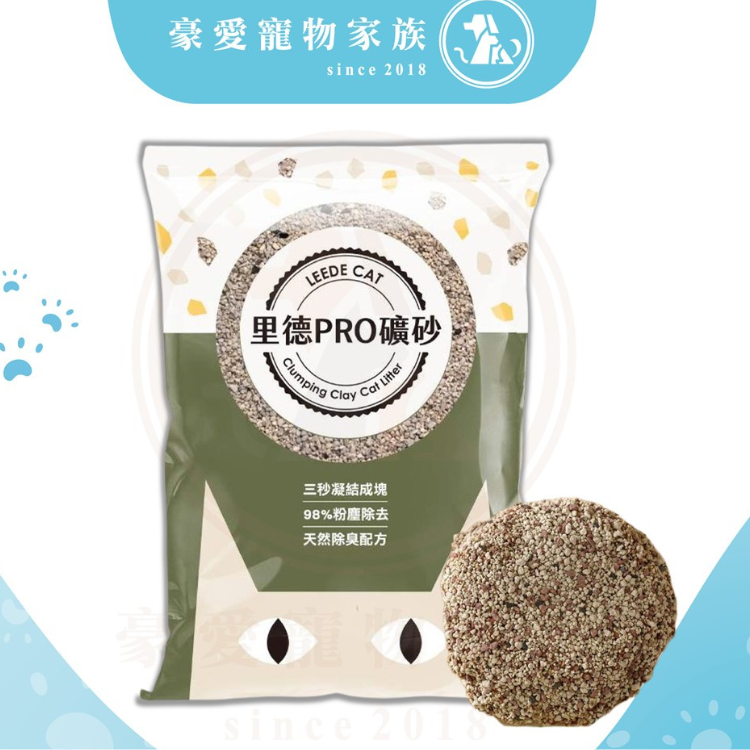 豪愛寵物家族
since 2018
LEEDE CAT
里德PRO礦砂
Clumping Clay Cat Litter
三秒凝結成塊
98%粉塵除去
天然除臭配方
豪愛寵物
since 2018